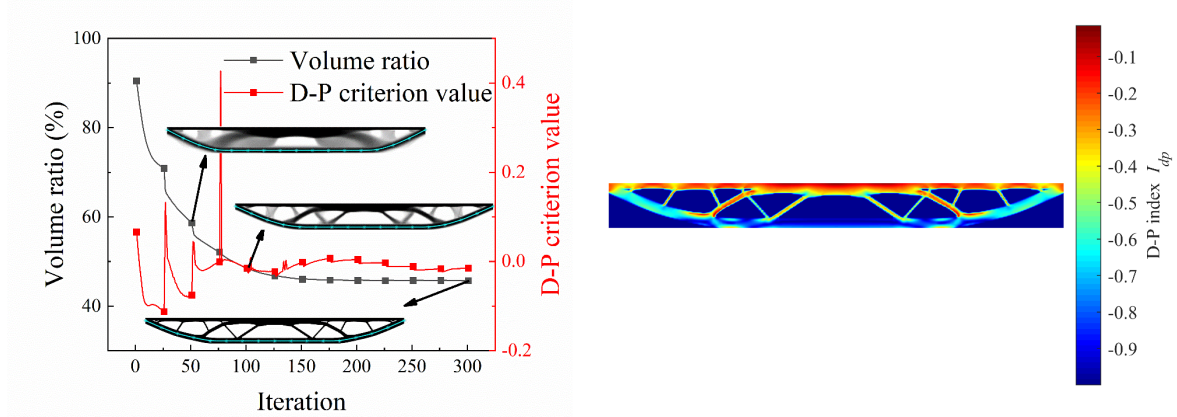 100
80
60
40
Volume ratio (%)
Volume ratio
D-P criterion value
0.4
0.2
0.0
-0.2
D-P criterion value
0 50 100 150 200 250 300
Iteration
-0.1
-0.2
-0.3
-0.4
-0.5
-0.6
-0.7
-0.8
-0.9
D-P index I_dp